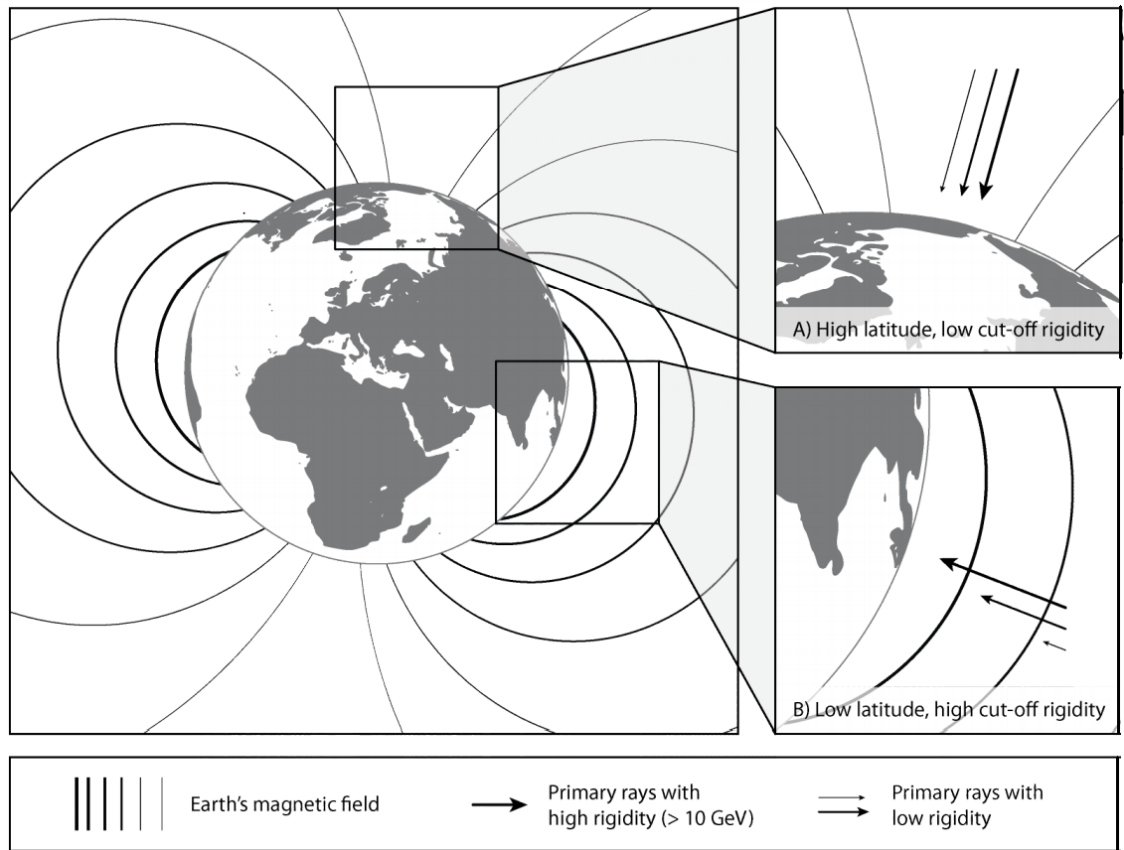 A) High latitude, low cut-off rigidity
B) Low latitude, high cut-off rigidity
Earth's magnetic field
Primary rays with
high rigidity (> 10 GeV)
Primary rays with
low rigidity